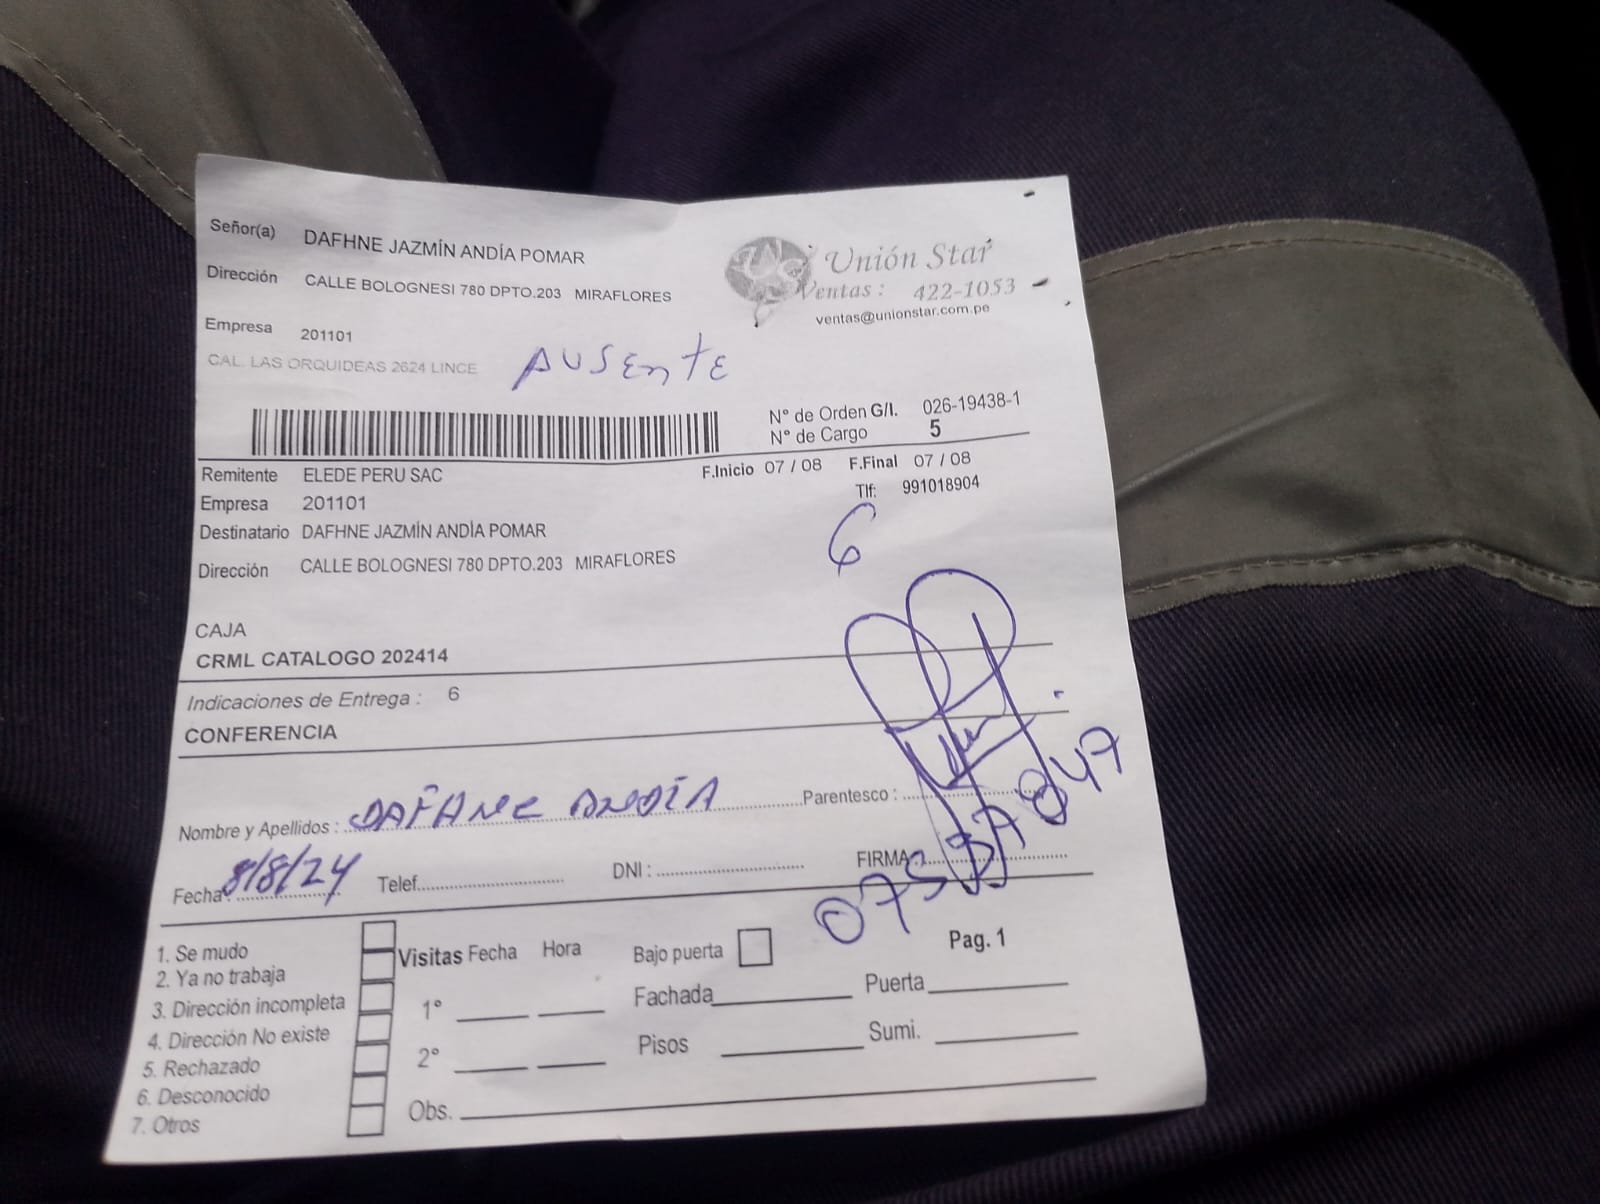 Señor(a) DAFHNE JAZMÍN ANDÍA POMAR
Unión Star
Dirección CALLE BOLOGNESI 780 DPTO.203 MIRAFLORES
Ventas : 422-1053
ventas@unionstar.com.pe
Empresa 201101
CAL. LAS ORQUIDEAS 2624 LINCE
AUSEnTE
N° de Orden G/I. 026-19438-1
N° de Cargo 5
Remitente ELEDE PERU SAC
F.Inicio 07 / 08 F.Final 07 / 08
Empresa 201101
Tlf: 991018904
Destinatario DAFHNE JAZMÍN ANDÍA POMAR
6
Dirección CALLE BOLOGNESI 780 DPTO.203 MIRAFLORES
CAJA
CRML CATALOGO 202414
Indicaciones de Entrega : 6
CONFERENCIA
Nombre y Apellidos : DAFHNE ANDÍA Parentesco :
Fecha : 8/8/24 Telef. DNI : FIRMA
1. Se mudo
2. Ya no trabaja
3. Dirección incompleta
4. Dirección No existe
5. Rechazado
6. Desconocido
7. Otros
Visitas Fecha Hora
1°
2°
Obs.
Bajo puerta
Pag. 1
Fachada Puerta
Pisos Sumi.